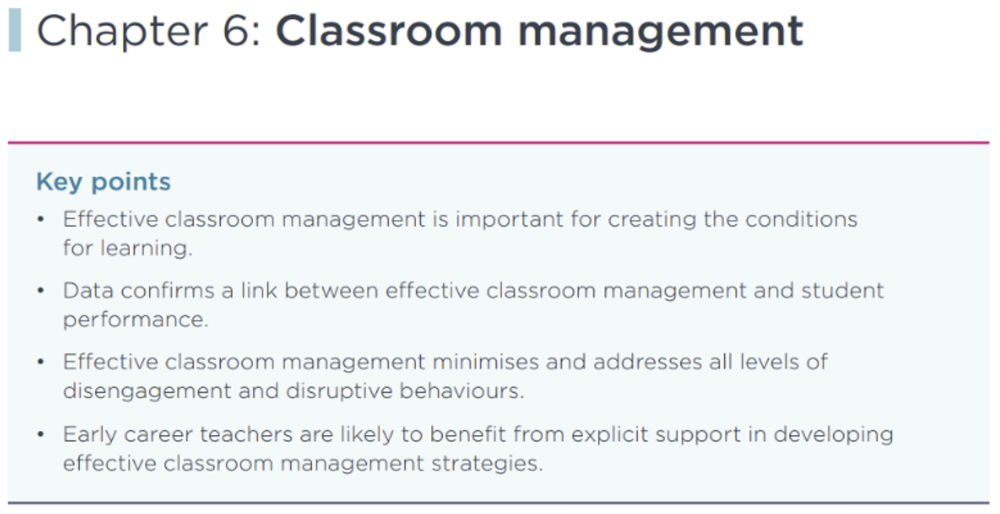 Chapter 6: Classroom management
Key points
• Effective classroom management is important for creating the conditions
for learning.
• Data confirms a link between effective classroom management and student
performance.
• Effective classroom management minimises and addresses all levels of
disengagement and disruptive behaviours.
• Early career teachers are likely to benefit from explicit support in developing
effective classroom management strategies.